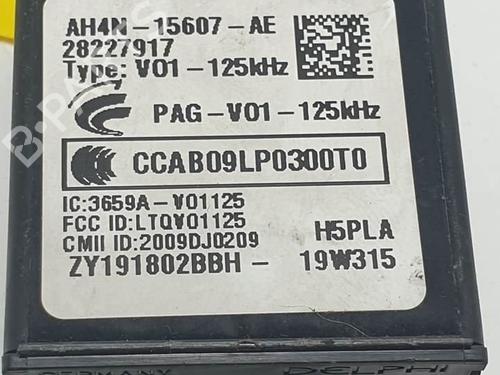 AH4N-15607-AE
28227917
Type: V01-125kHz
PAG-V01-125kHz
CCAB09LP0300T0
IC:3659A-V01125
FCC ID:LTQV01125
CMII ID:2009DJ0209
H5PLA
ZY191802BBH - 19W315
GERMANY DELPHI